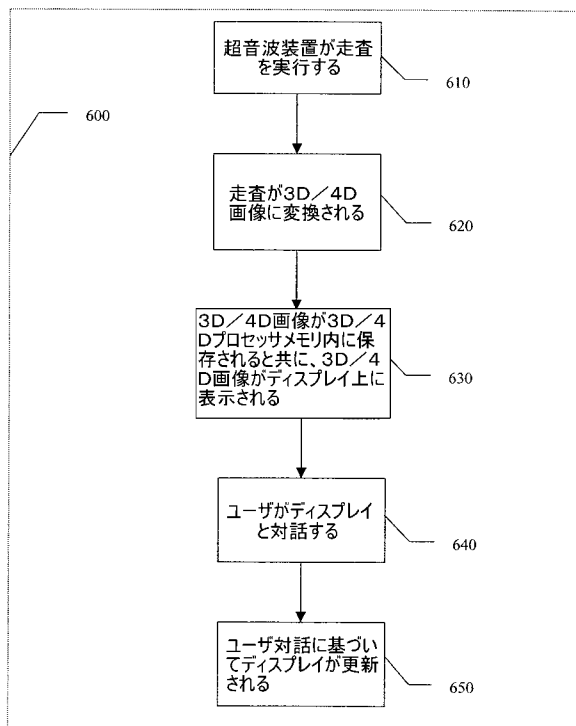 超音波装置が走査
を実行する
610
600
走査が3D／4D
画像に変換される
620
3D／4D画像が3D／4
Dプロセッサメモリ内に保
存されると共に、3D／4
D画像がディスプレイ上に
表示される
630
ユーザがディスプレイ
と対話する
640
ユーザ対話に基づい
てディスプレイが更新
される
650